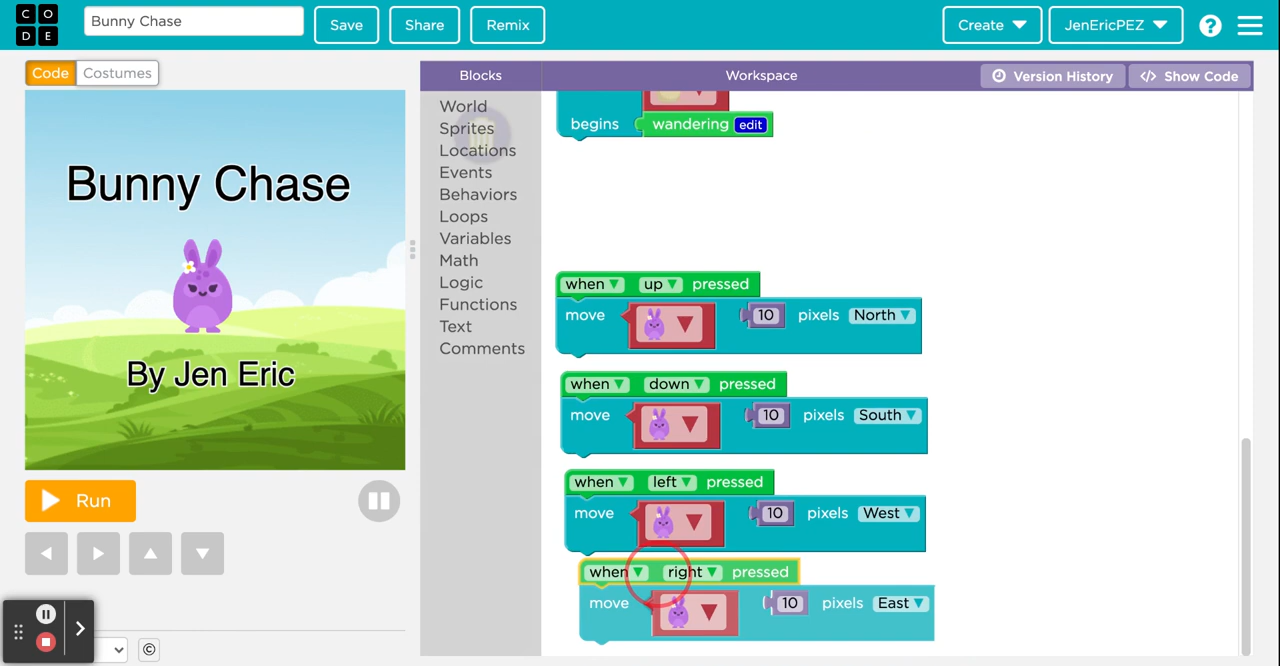 C O
D E
Bunny Chase
Save
Share
Remix
Create
JenEricPEZ
?
Code
Costumes
Blocks
Workspace
Version History
</> Show Code
Bunny Chase
By Jen Eric
World
Sprites
Locations
Events
Behaviors
Loops
Variables
Math
Logic
Functions
Text
Comments
begins wandering edit
when up pressed
move 10 pixels North
when down pressed
move 10 pixels South
when left pressed
move 10 pixels West
when right pressed
move 10 pixels East
Run
©